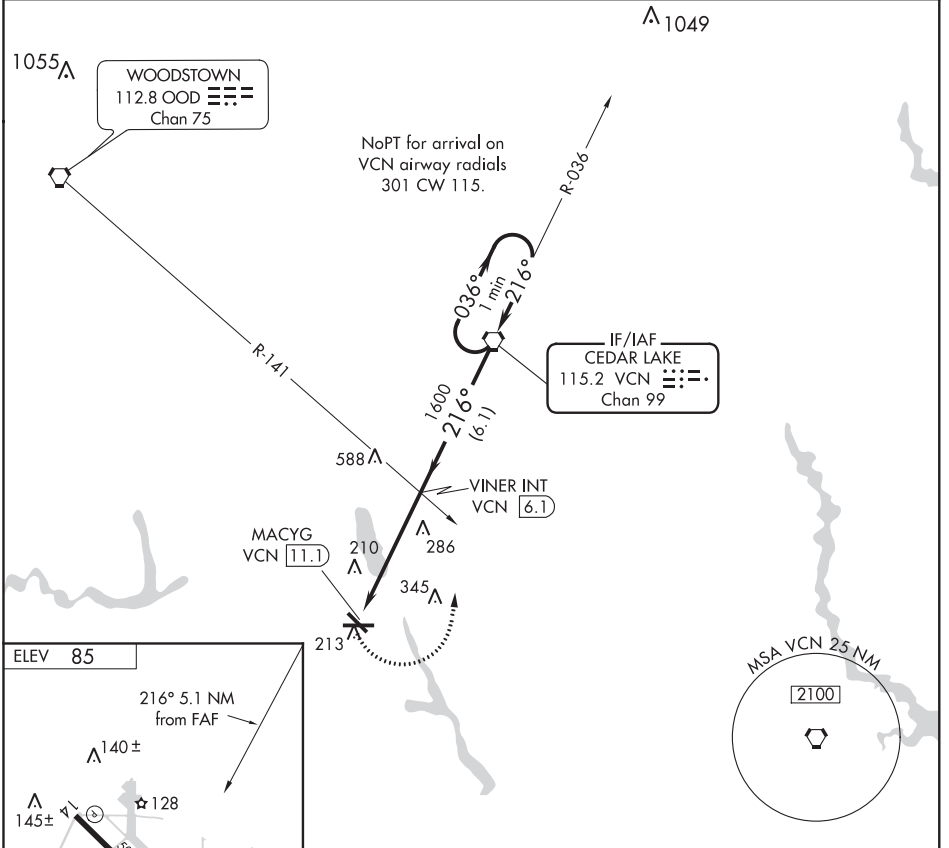 1049
1055
WOODSTOWN
112.8 OOD
Chan 75
NoPT for arrival on
VCN airway radials
301 CW 115.
R-036
036°
1 min
216°
IF/IAF
CEDAR LAKE
115.2 VCN
Chan 99
R-141
1600
216°
(6.1)
588
VINER INT
VCN 6.1
MACYG
VCN 11.1
210
286
345
213
ELEV 85
216° 5.1 NM
from FAF
140 ±
128
145±
14
P
MSA VCN 25 NM
2100